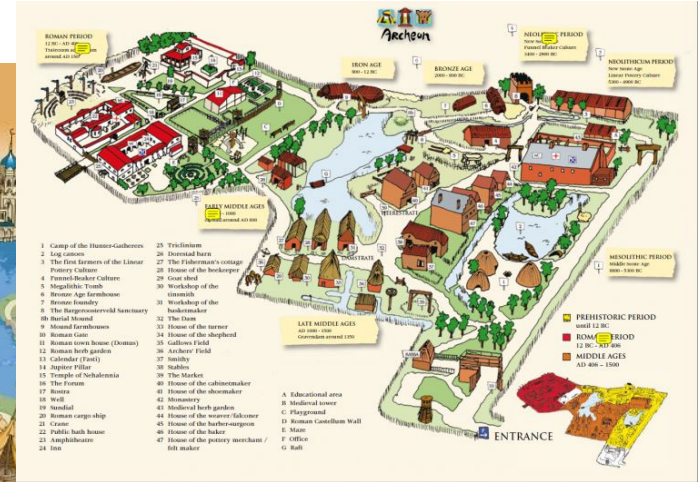 Archeon
ROMAN PERIOD
12 BC - AD 406
around AD
IRON AGE
800 - 12 BC
BRONZE AGE
2000 - 800 BC
NEOLITHICUM PERIOD
New Stone Age
Linear Pottery Culture
5300 - 4000 BC
PERIOD
Funnel Beaker Culture
EARLY MIDDLE AGES
around AD
MESOLITHIC PERIOD
Middle Stone Age
LATE MIDDLE AGES
AD 1000 - 1500
Gravendam around 1350
DAMSTRATE
1 Camp of the Hunter-Gatherers
2 Log canoes
3 The first farmers of the Linear
Pottery Culture
4 Funnel-Beaker Culture
5 Megalithic Tomb
6 Bronze Age farmhouse
7 Bronze foundry
8 The Bargeroosterveld Sanctuary
8b Burial Mound
9 Mound farmhouses
10 Roman Gate
11 Roman town house (Domus)
12 Roman herb garden
13 Calendar (Fasti)
14 Jupiter Pillar
15 Temple of Nehalennia
16 The Forum
17 Rostra
18 Well
19 Sundial
20 Roman cargo ship
21 Crane
22 Public bath house
23 Amphitheatre
24 Inn
25 Triclinium
26 Dorestad barn
27 The Fisherman's cottage
28 House of the beekeeper
29 Goat shed
30 Workshop of the
tinsmith
31 Workshop of the
basketmaker
32 The Dam
33 House of the turner
34 House of the shepherd
35 Gallows Field
36 Archers' Field
37 Smithy
38 Stables
39 The Market
40 House of the cabinetmaker
41 House of the shoemaker
42 Monastery
43 Medieval herb garden
44 House of the weaver/falconer
45 House of the barber-surgeon
46 House of the baker
47 House of the pottery merchant /
felt maker
A Educational area
B Medieval tower
C Playground
D Roman Castellum Wall
E Maze
F Office
G Raft
PREHISTORIC PERIOD
until 12 BC
12 BC - AD 406
MIDDLE AGES
AD 406 - 1500
ENTRANCE